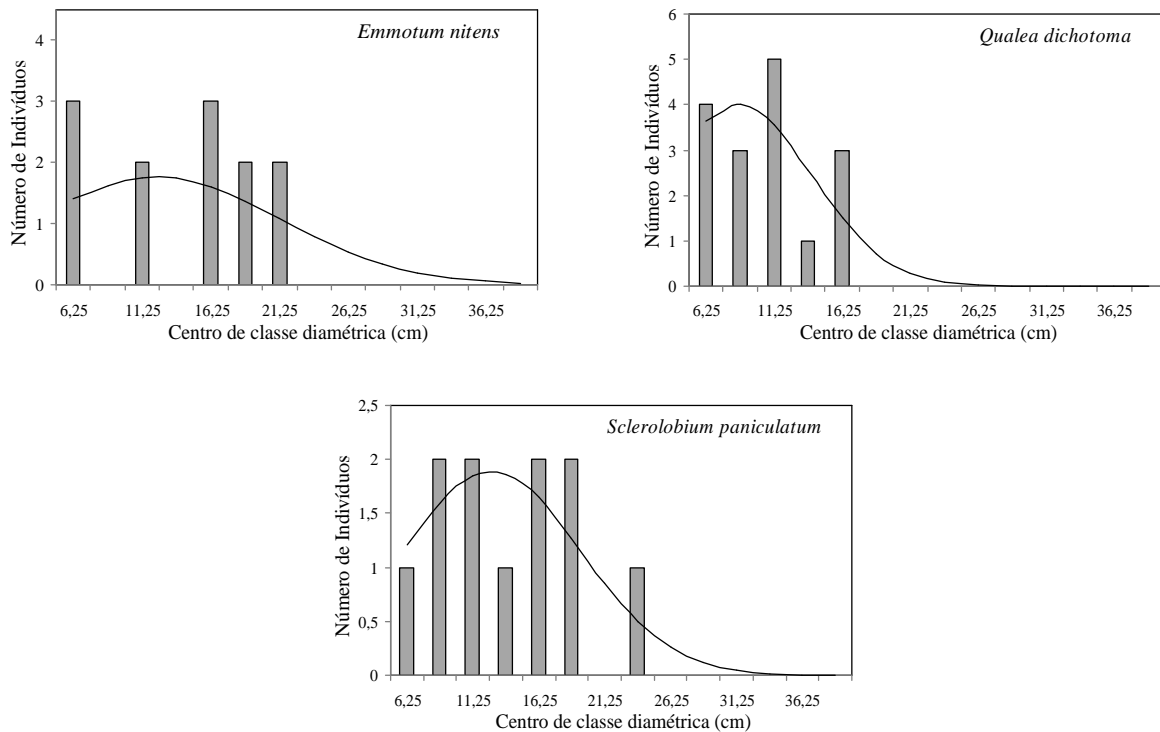 Emmotum nitens
Número de Indivíduos
4
3
2
1
0
6,25 11,25 16,25 21,25 26,25 31,25 36,25
Centro de classe diamétrica (cm)
Qualea dichotoma
Número de Indivíduos
6
5
4
3
2
1
0
6,25 11,25 16,25 21,25 26,25 31,25 36,25
Centro de classe diamétrica (cm)
Sclerolobium paniculatum
Número de Indivíduos
2,5
2
1,5
1
0,5
0
6,25 11,25 16,25 21,25 26,25 31,25 36,25
Centro de classe diamétrica (cm)